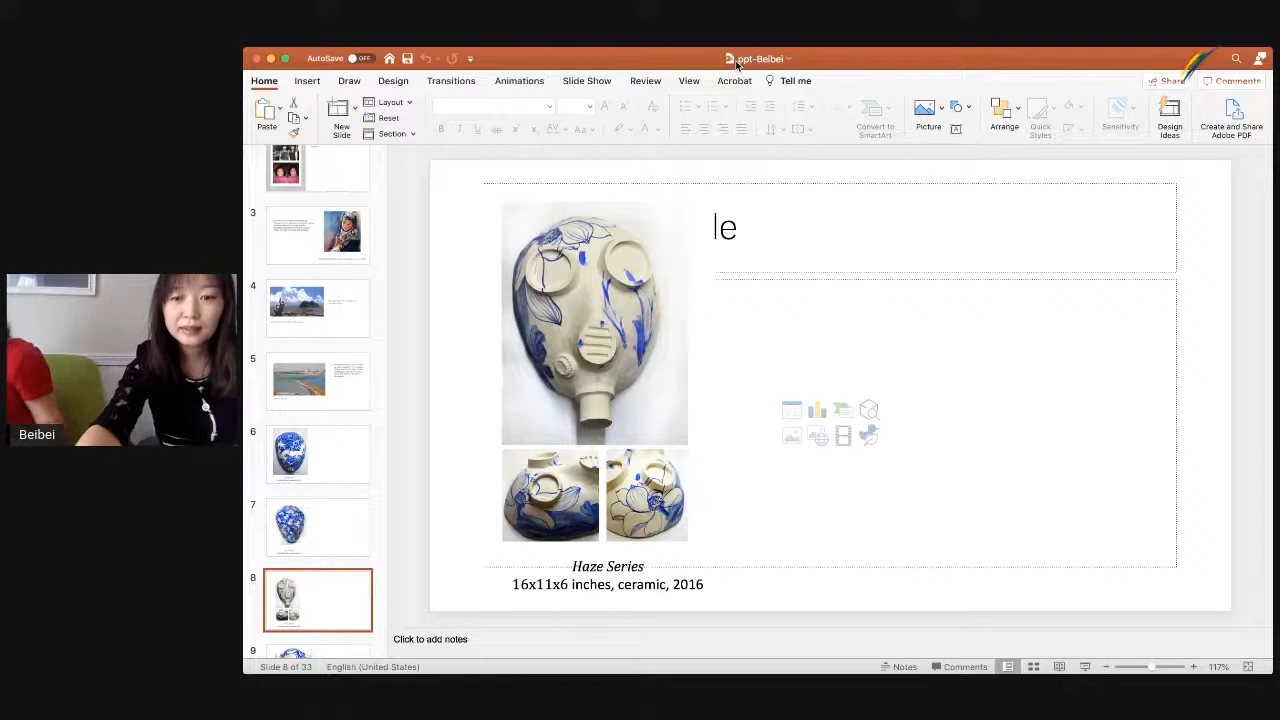 AutoSave OFF
ppt-Beibei
Home Insert Draw Design Transitions Animations Slide Show Review View Acrobat Tell me
Share Comments
Paste
New Slide
Layout
Reset
Section
Convert to SmartArt
Picture
Arrange
Quick Styles
Sensitivity
Design Ideas
Create and Share Adobe PDF
3
4
5
6
7
8
9
le
Haze Series
16x11x6 inches, ceramic, 2016
Click to add notes
Slide 8 of 33 English (United States)
Notes Comments 117%
Beibei